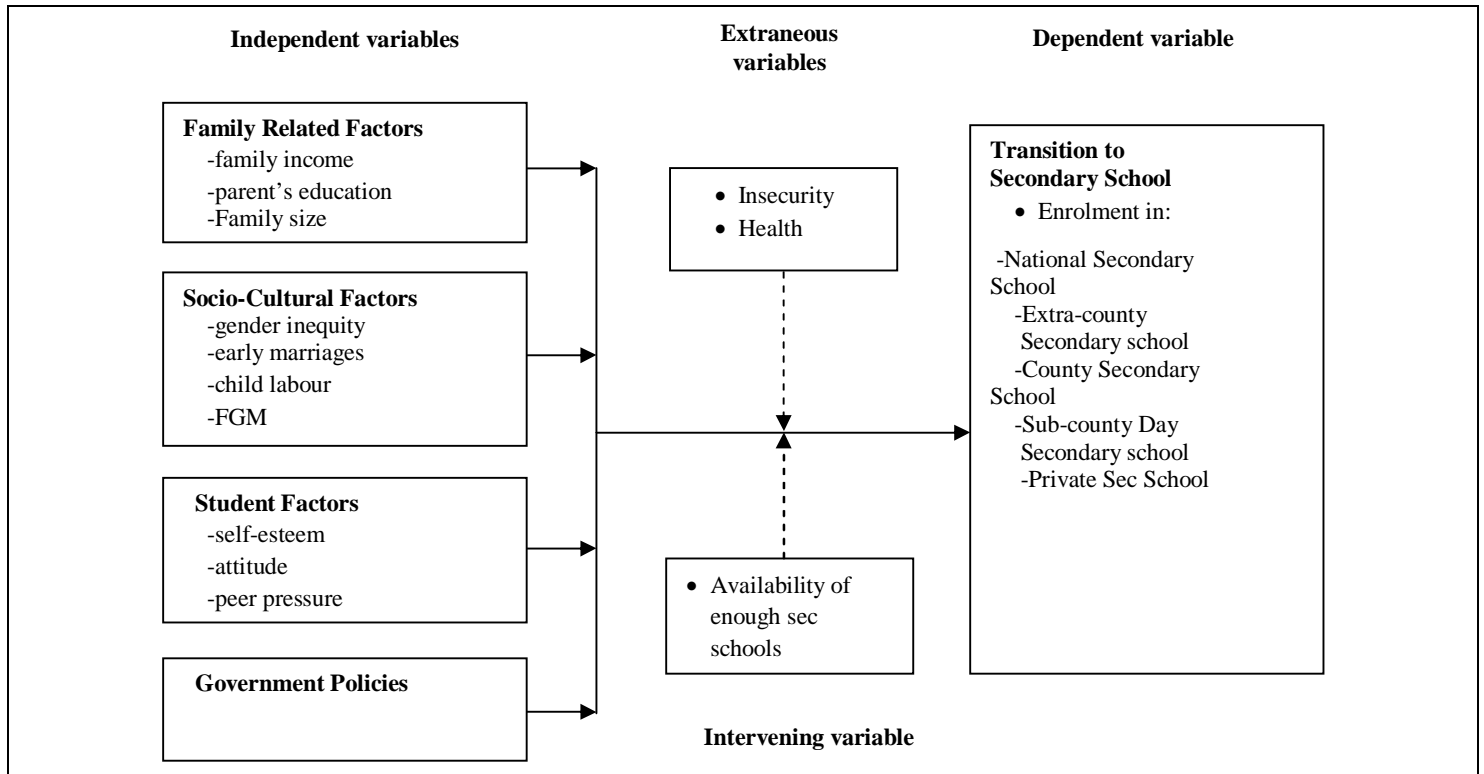 Independent variables
Extraneous
variables
Dependent variable
Family Related Factors
-family income
-parent’s education
-Family size
Socio-Cultural Factors
-gender inequity
-early marriages
-child labour
-FGM
Student Factors
-self-esteem
-attitude
-peer pressure
Government Policies
• Insecurity
• Health
• Availability of
enough sec
schools
Intervening variable
Transition to
Secondary School
• Enrolment in:
-National Secondary
School
-Extra-county
Secondary school
-County Secondary
School
-Sub-county Day
Secondary school
-Private Sec School